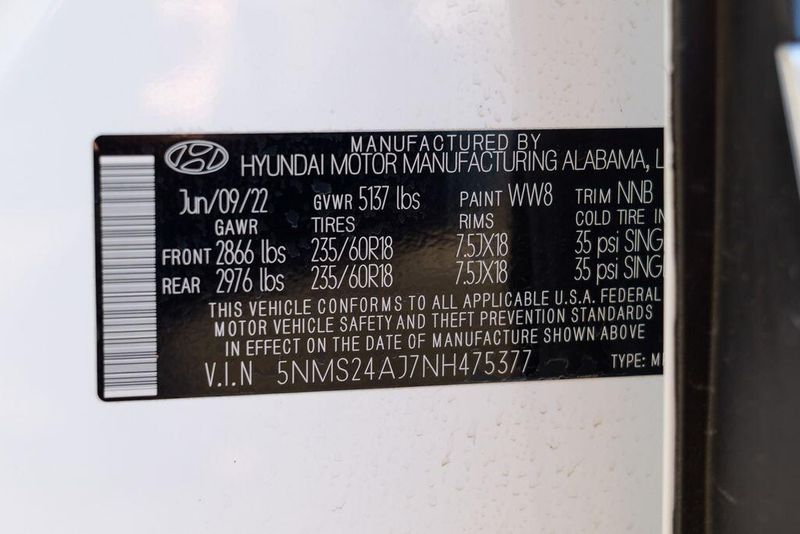 MANUFACTURED BY
HYUNDAI MOTOR MANUFACTURING ALABAMA, L
Jun/09/22 GVWR 5137 lbs PAINT WW8 TRIM NNB
GAWR TIRES RIMS COLD TIRE IN
FRONT 2866 lbs 235/60R18 7.5JX18 35 psi SING
REAR 2976 lbs 235/60R18 7.5JX18 35 psi SING
THIS VEHICLE CONFORMS TO ALL APPLICABLE U.S.A. FEDERAL
MOTOR VEHICLE SAFETY AND THEFT PREVENTION STANDARDS
IN EFFECT ON THE DATE OF MANUFACTURE SHOWN ABOVE
V.I.N 5NMS24AJ7NH475377 TYPE: M